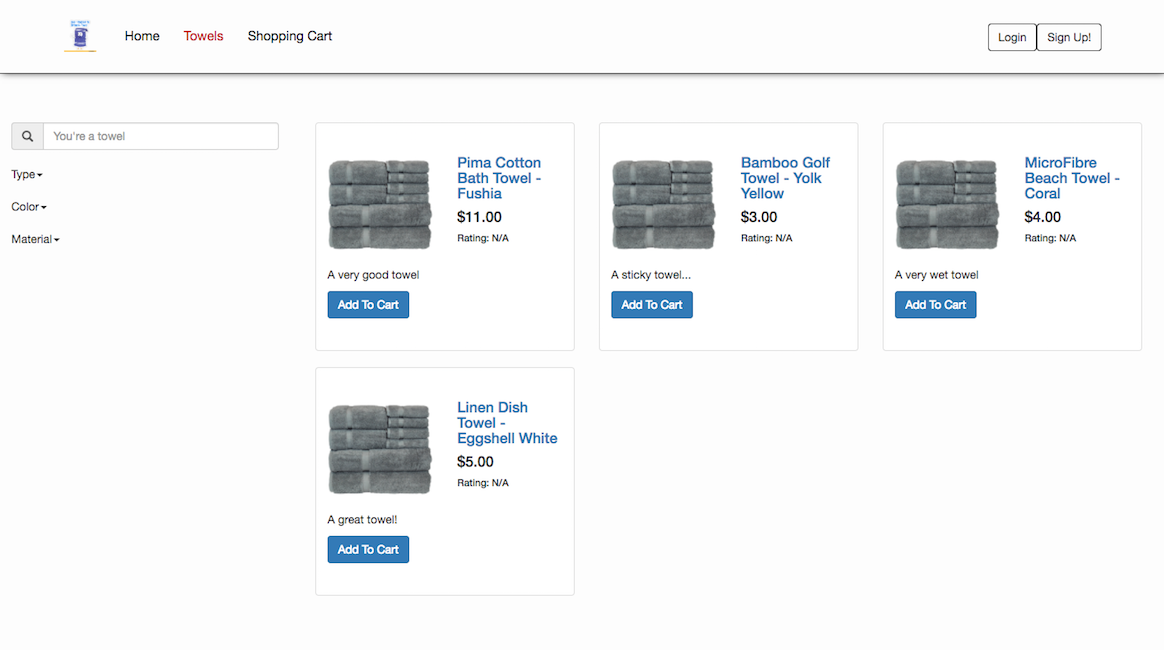 Home
Towels
Shopping Cart
Login
Sign Up!
You're a towel
Type
Color
Material
Pima Cotton
Bath Towel -
Fushia
$11.00
Rating: N/A
A very good towel
Add To Cart
Bamboo Golf
Towel - Yolk
Yellow
$3.00
Rating: N/A
A sticky towel...
Add To Cart
MicroFibre
Beach Towel -
Coral
$4.00
Rating: N/A
A very wet towel
Add To Cart
Linen Dish
Towel -
Eggshell White
$5.00
Rating: N/A
A great towel!
Add To Cart